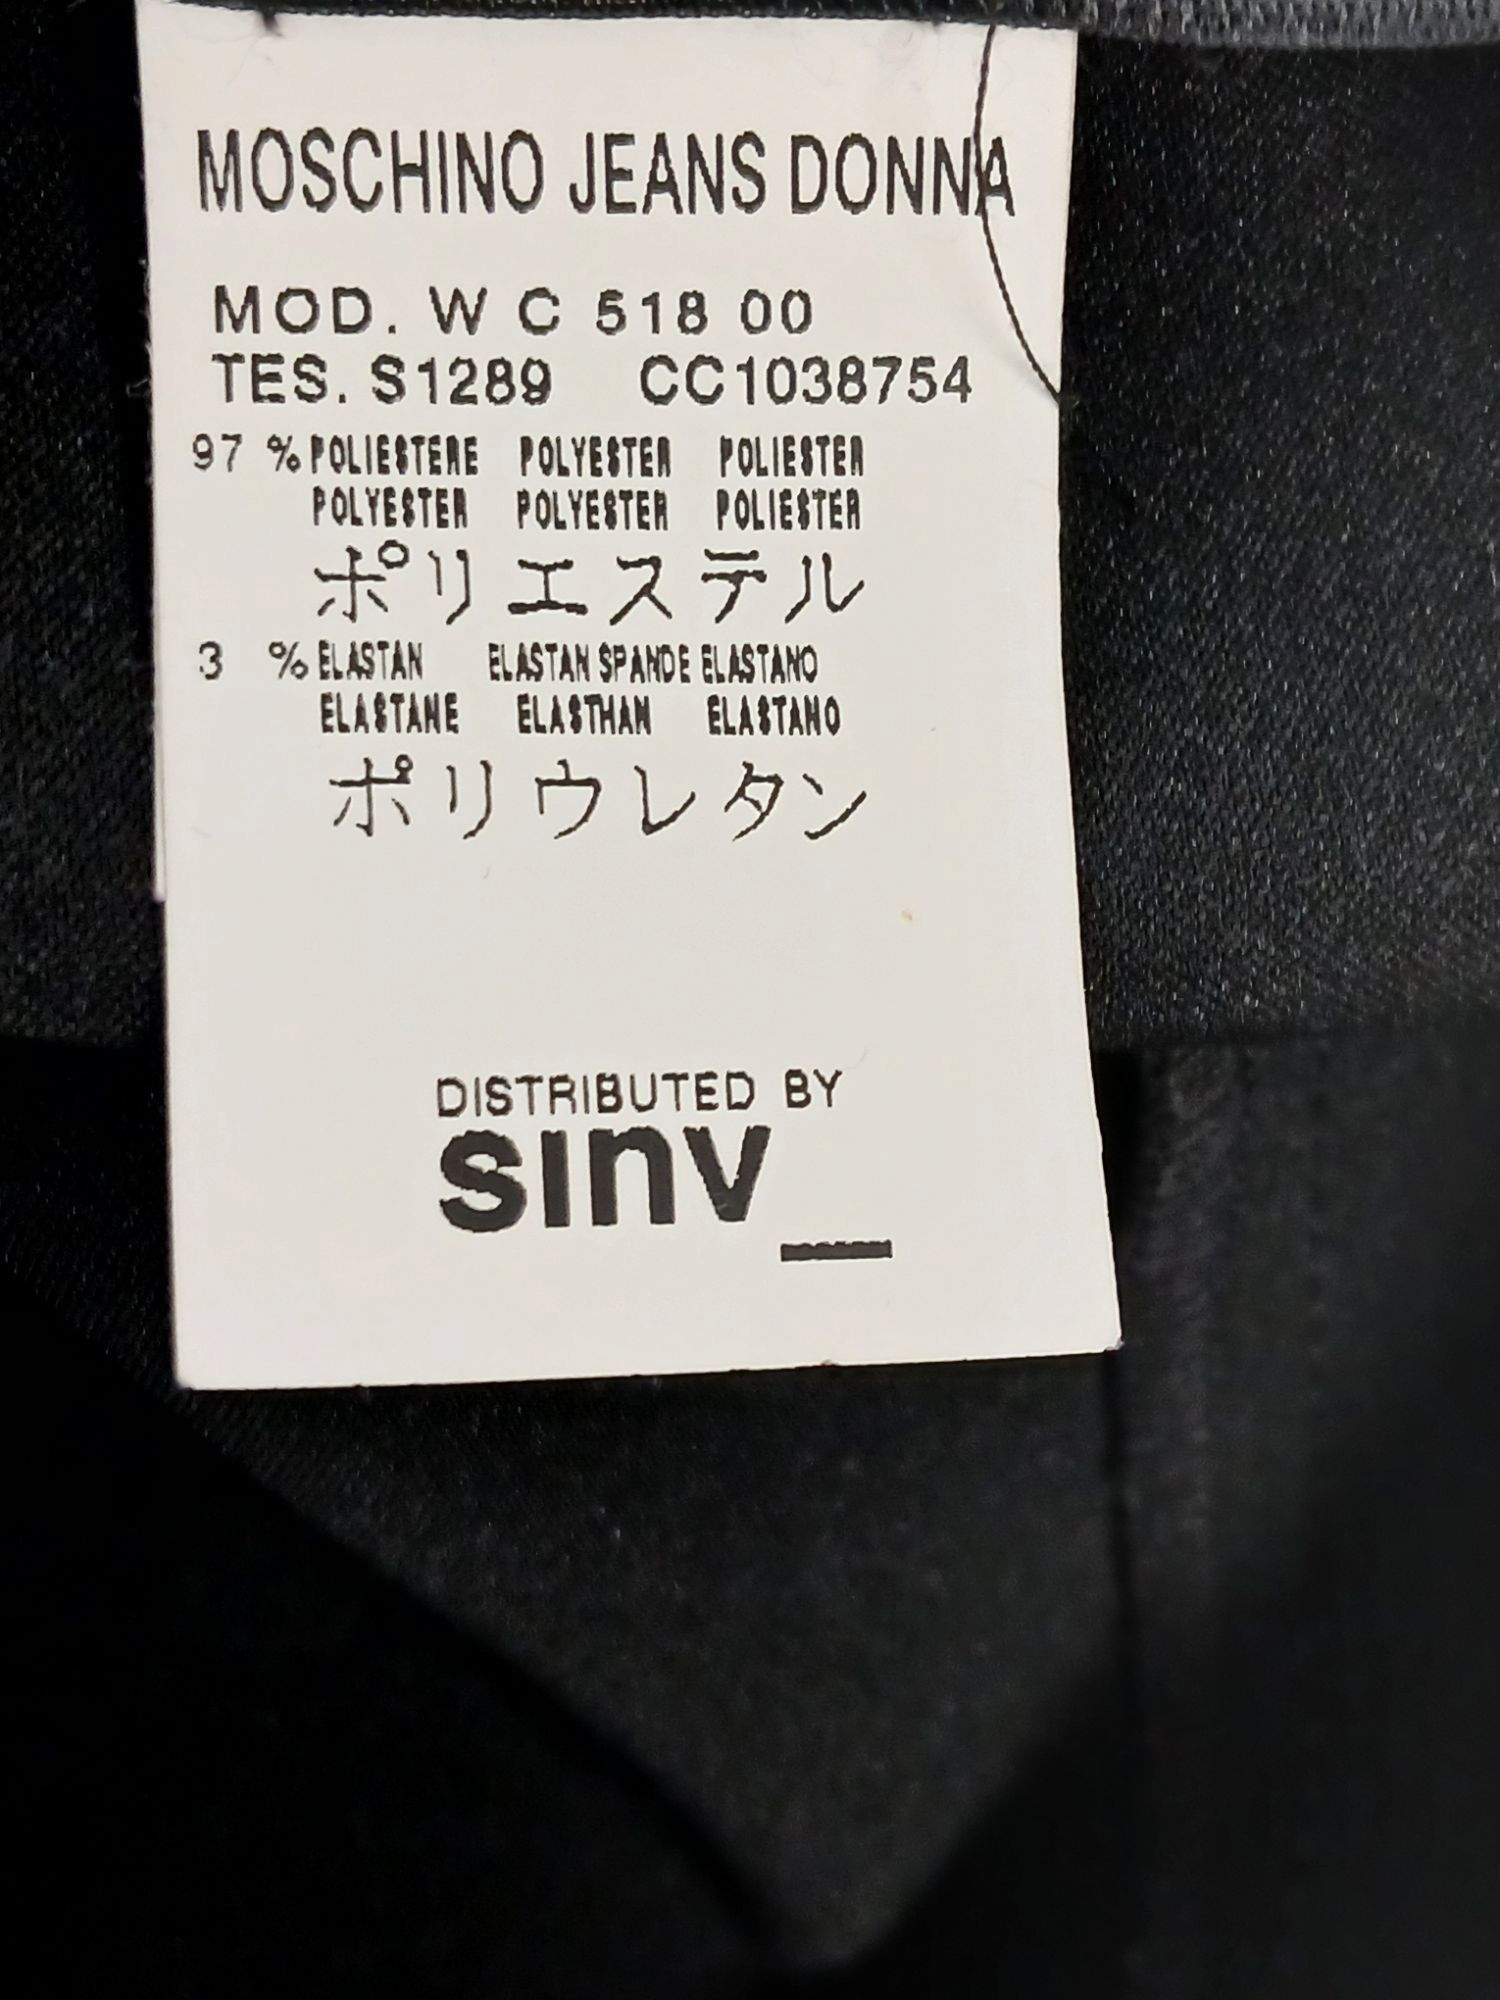 MOSCHINO JEANS DONNA
MOD. W C 518 00
TES. S1289 CC1038754
97 % POLIESTERE POLYESTER POLIESTER
POLYESTER POLYESTER POLIESTER
ポリエステル
3 % ELASTAN ELASTAN SPANDE ELASTANO
ELASTANE ELASTHAN ELASTANO
ポリウレタン
DISTRIBUTED BY
sinv_